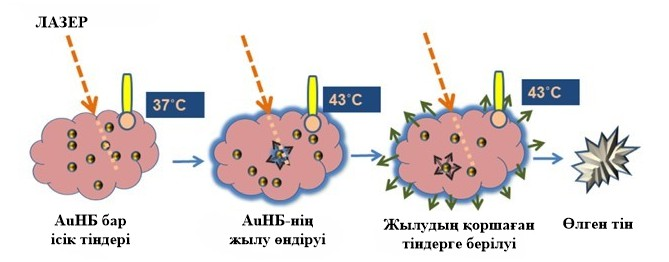 ЛАЗЕР
37°C
43°C
43°C
AuНБ бар
ісік тіндері
AuНБ-нің
жылу өндіруі
Жылудың қоршаған
тіндерге берілуі
Өлген тін